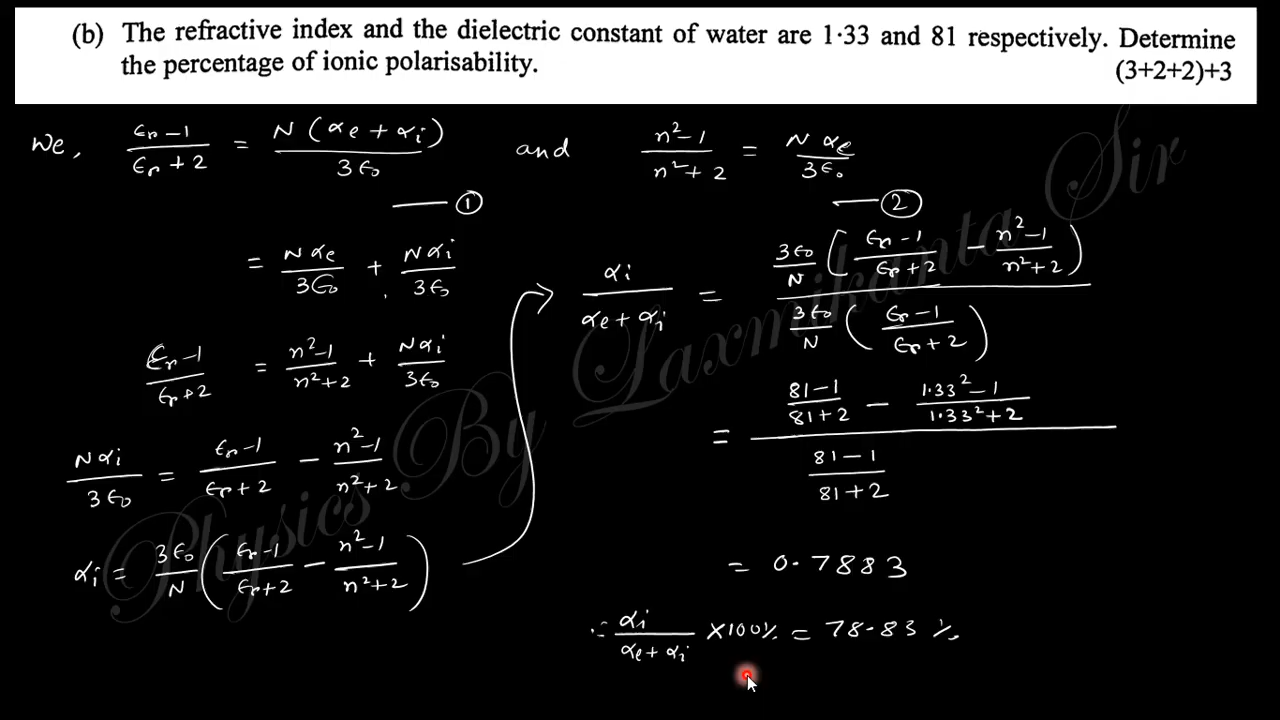 (b) The refractive index and the dielectric constant of water are 1·33 and 81 respectively. Determine
the percentage of ionic polarisability. (3+2+2)+3
We, (ϵr − 1)/(ϵr + 2) = N(αe + αi)/3ϵ₀ and (n² − 1)/(n² + 2) = Nαe/3ϵ₀
—— ① —— ②
= Nαe/3ϵ₀ + Nαi/3ϵ₀
(ϵr − 1)/(ϵr + 2) = (n² − 1)/(n² + 2) + Nαi/3ϵ₀
Nαi/3ϵ₀ = (ϵr − 1)/(ϵr + 2) − (n² − 1)/(n² + 2)
αi = 3ϵ₀/N ((ϵr − 1)/(ϵr + 2) − (n² − 1)/(n² + 2))
αi/(αe + αi) = [3ϵ₀/N ((ϵr − 1)/(ϵr + 2) − (n² − 1)/(n² + 2))]/[3ϵ₀/N ((ϵr − 1)/(ϵr + 2))]
= [(81 − 1)/(81 + 2) − (1.33² − 1)/(1.33² + 2)]/[(81 − 1)/(81 + 2)]
= 0.7883
∴ αi/(αe + αi) × 100% = 78.83 %
Physics By Laxmikanta Sir